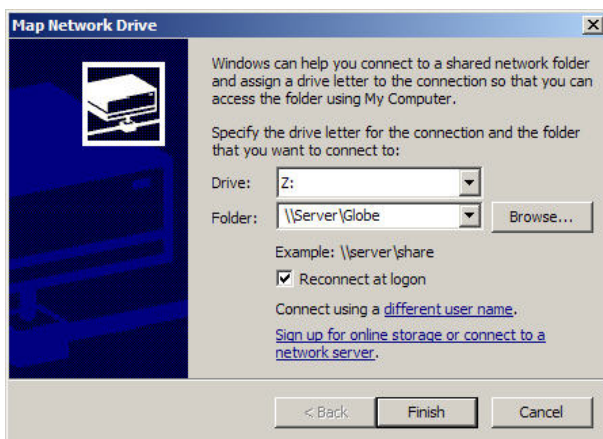 Map Network Drive
Windows can help you connect to a shared network folder
and assign a drive letter to the connection so that you can
access the folder using My Computer.
Specify the drive letter for the connection and the folder
that you want to connect to:
Drive: Z:
Folder: \\Server\Globe Browse...
Example: \\server\share
Reconnect at logon
Connect using a different user name.
Sign up for online storage or connect to a
network server.
< Back Finish Cancel